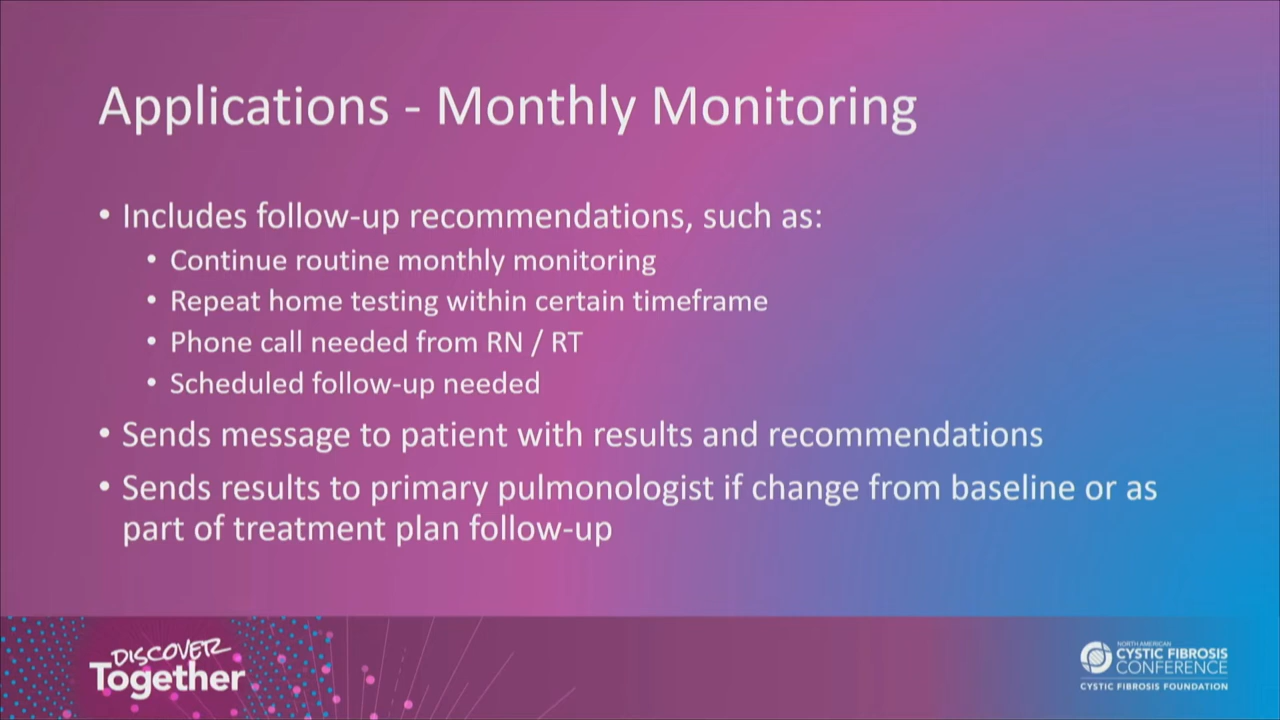 Applications - Monthly Monitoring
• Includes follow-up recommendations, such as:
• Continue routine monthly monitoring
• Repeat home testing within certain timeframe
• Phone call needed from RN / RT
• Scheduled follow-up needed
• Sends message to patient with results and recommendations
• Sends results to primary pulmonologist if change from baseline or as
part of treatment plan follow-up
DISCOVER
Together
NORTH AMERICAN
CYSTIC FIBROSIS
CONFERENCE
CYSTIC FIBROSIS FOUNDATION